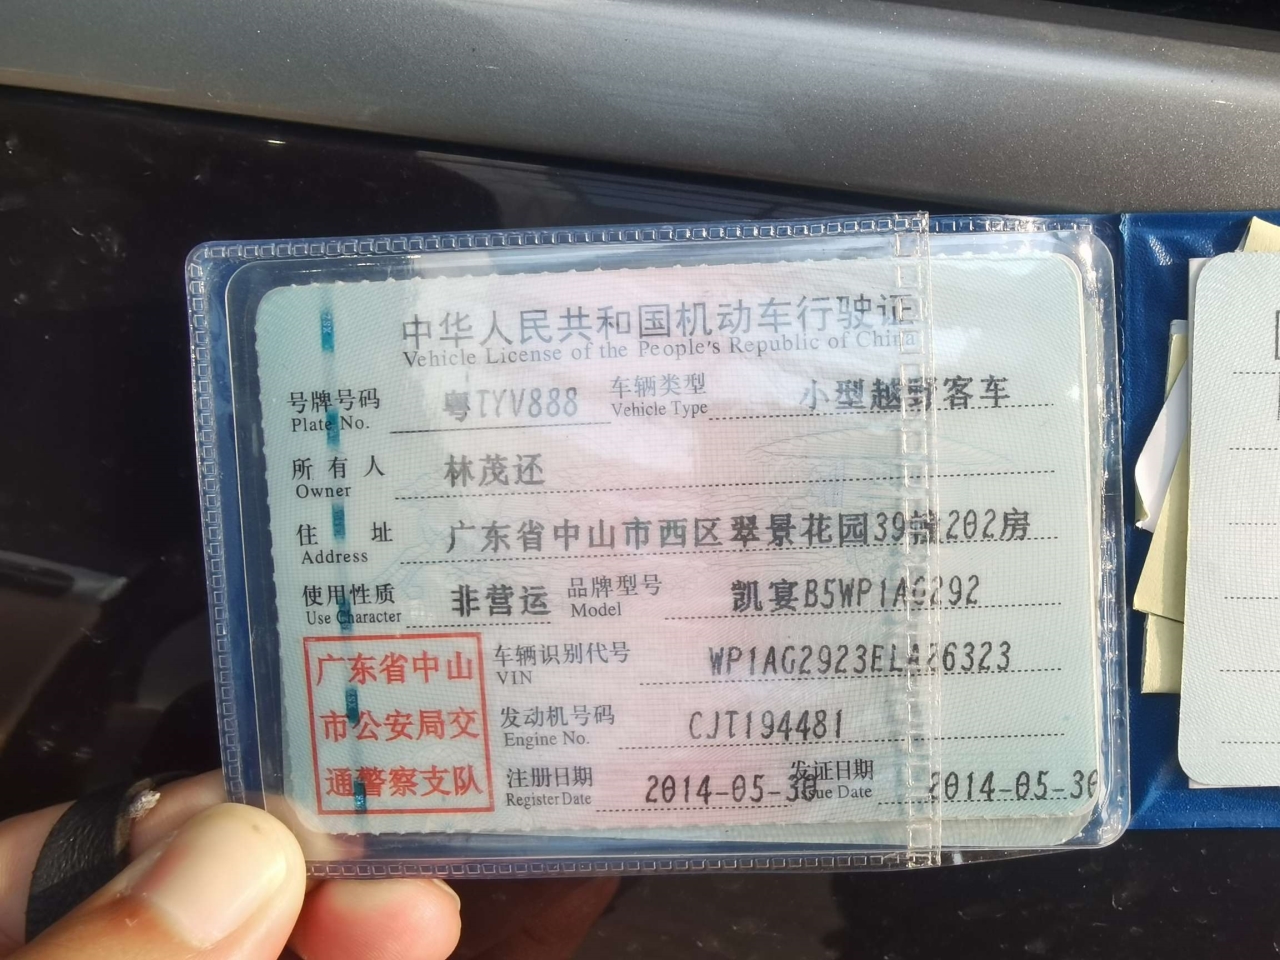 中华人民共和国机动车行驶证
Vehicle License of the People's Republic of China
号牌号码 粤TYV888 车辆类型 小型越野客车
Plate No. Vehicle Type
所有人 林茂还
Owner
住址 广东省中山市西区翠景花园39幢202房
Address
使用性质 非营运 品牌型号 凯宴B5WP1AG292
Use Character Model
车辆识别代号 WP1AG2923ELA26323
VIN
发动机号码 CJT194481
Engine No.
注册日期 2014-05-30 发证日期 2014-05-30
Register Date Issue Date
广东省中山
市公安局交
通警察支队